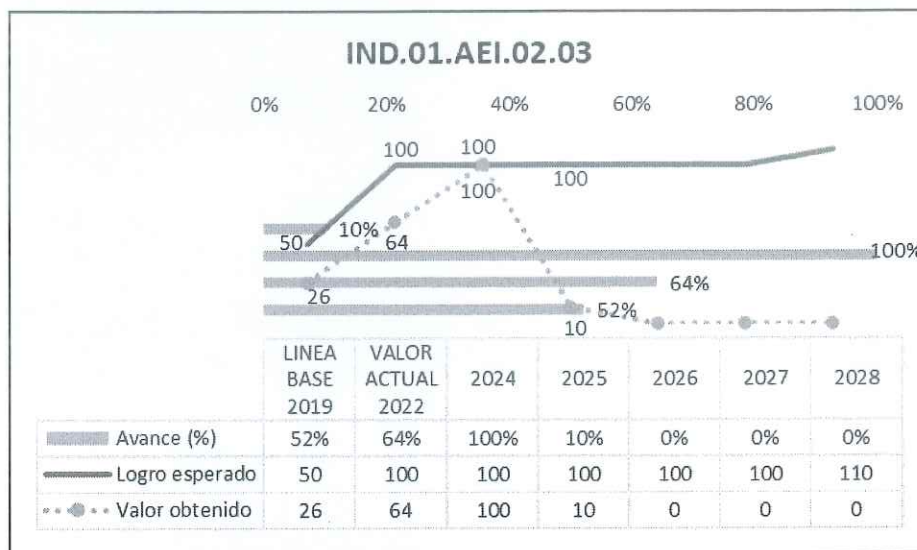 IND.01.AEI.02.03
0% 20% 40% 60% 80% 100%
100 100
100 100
50 10% 64
100%
26 64%
52%
10
LINEA BASE 2019 VALOR ACTUAL 2022 2024 2025 2026 2027 2028
Avance (%) 52% 64% 100% 10% 0% 0% 0%
Logro esperado 50 100 100 100 100 100 110
Valor obtenido 26 64 100 10 0 0 0